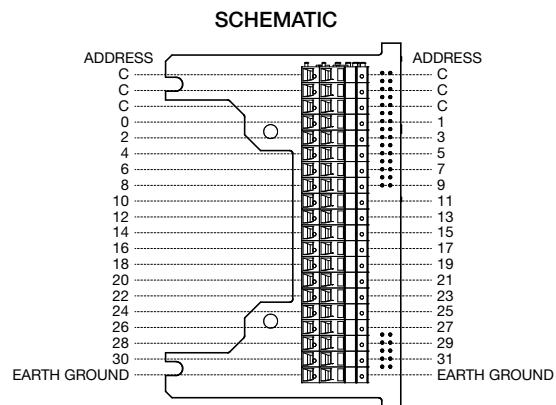 SCHEMATIC
ADDRESS ADDRESS
C C
C C
C C
0 1
2 3
4 5
6 7
8 9
10 11
12 13
14 15
16 17
18 19
20 21
22 23
24 25
26 27
28 29
30 31
EARTH GROUND EARTH GROUND